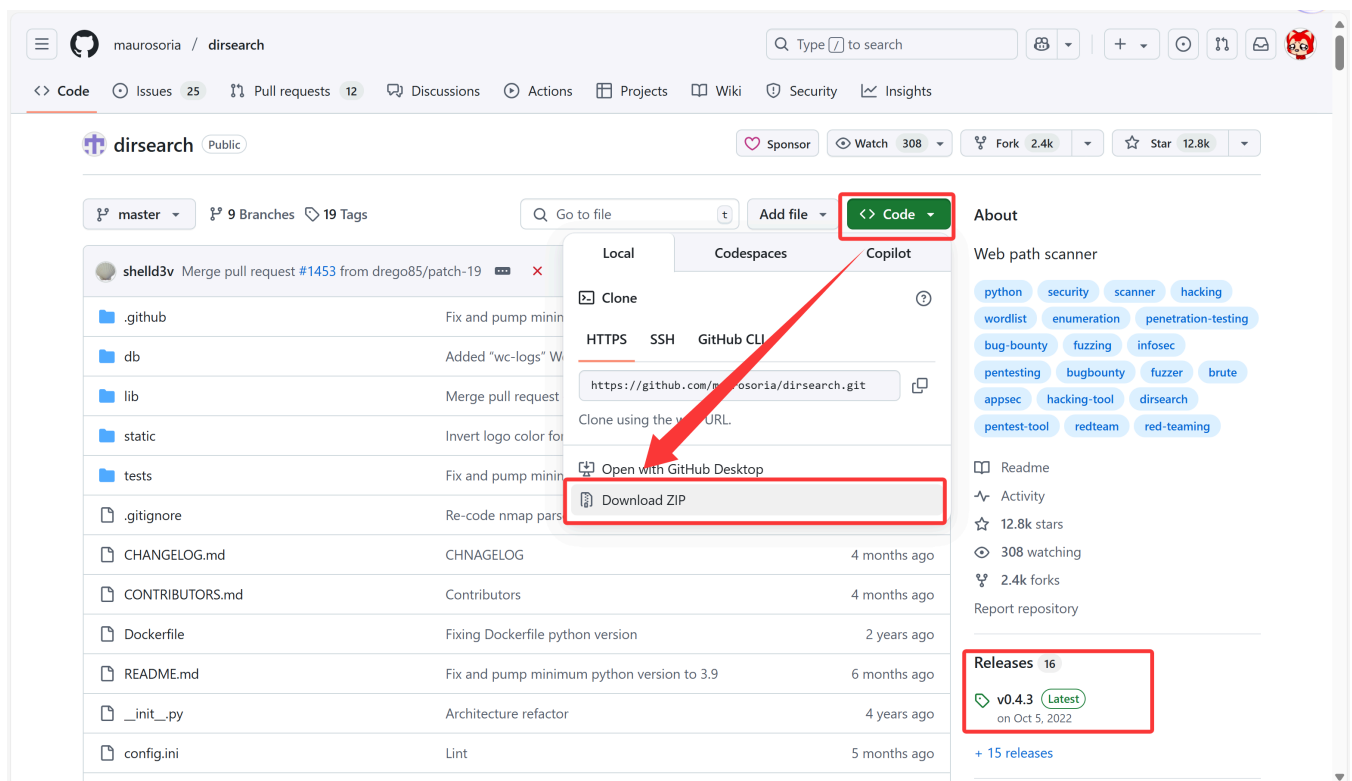 maurosoria / dirsearch
Type / to search
Code Issues 25 Pull requests 12 Discussions Actions Projects Wiki Security Insights
dirsearch Public
Sponsor Watch 308 Fork 2.4k Star 12.8k
master 9 Branches 19 Tags Go to file t Add file Code
Local Codespaces Copilot
Clone
HTTPS SSH GitHub CLI
https://github.com/maurosoria/dirsearch.git
Clone using the web URL.
Open with GitHub Desktop
Download ZIP
shelld3v Merge pull request #1453 from drego85/patch-19
.github Fix and pump minim
db Added "wc-logs" W
lib Merge pull request
static Invert logo color for
tests Fix and pump minim
.gitignore Re-code nmap pars
CHANGELOG.md CHNAGELOG 4 months ago
CONTRIBUTORS.md Contributors 4 months ago
Dockerfile Fixing Dockerfile python version 2 years ago
README.md Fix and pump minimum python version to 3.9 6 months ago
__init__.py Architecture refactor 4 years ago
config.ini Lint 5 months ago
About
Web path scanner
python security scanner hacking
wordlist enumeration penetration-testing
bug-bounty fuzzing infosec
pentesting bugbounty fuzzer brute
appsec hacking-tool dirsearch
pentest-tool redteam red-teaming
Readme
Activity
12.8k stars
308 watching
2.4k forks
Report repository
Releases 16
v0.4.3 Latest
on Oct 5, 2022
+ 15 releases